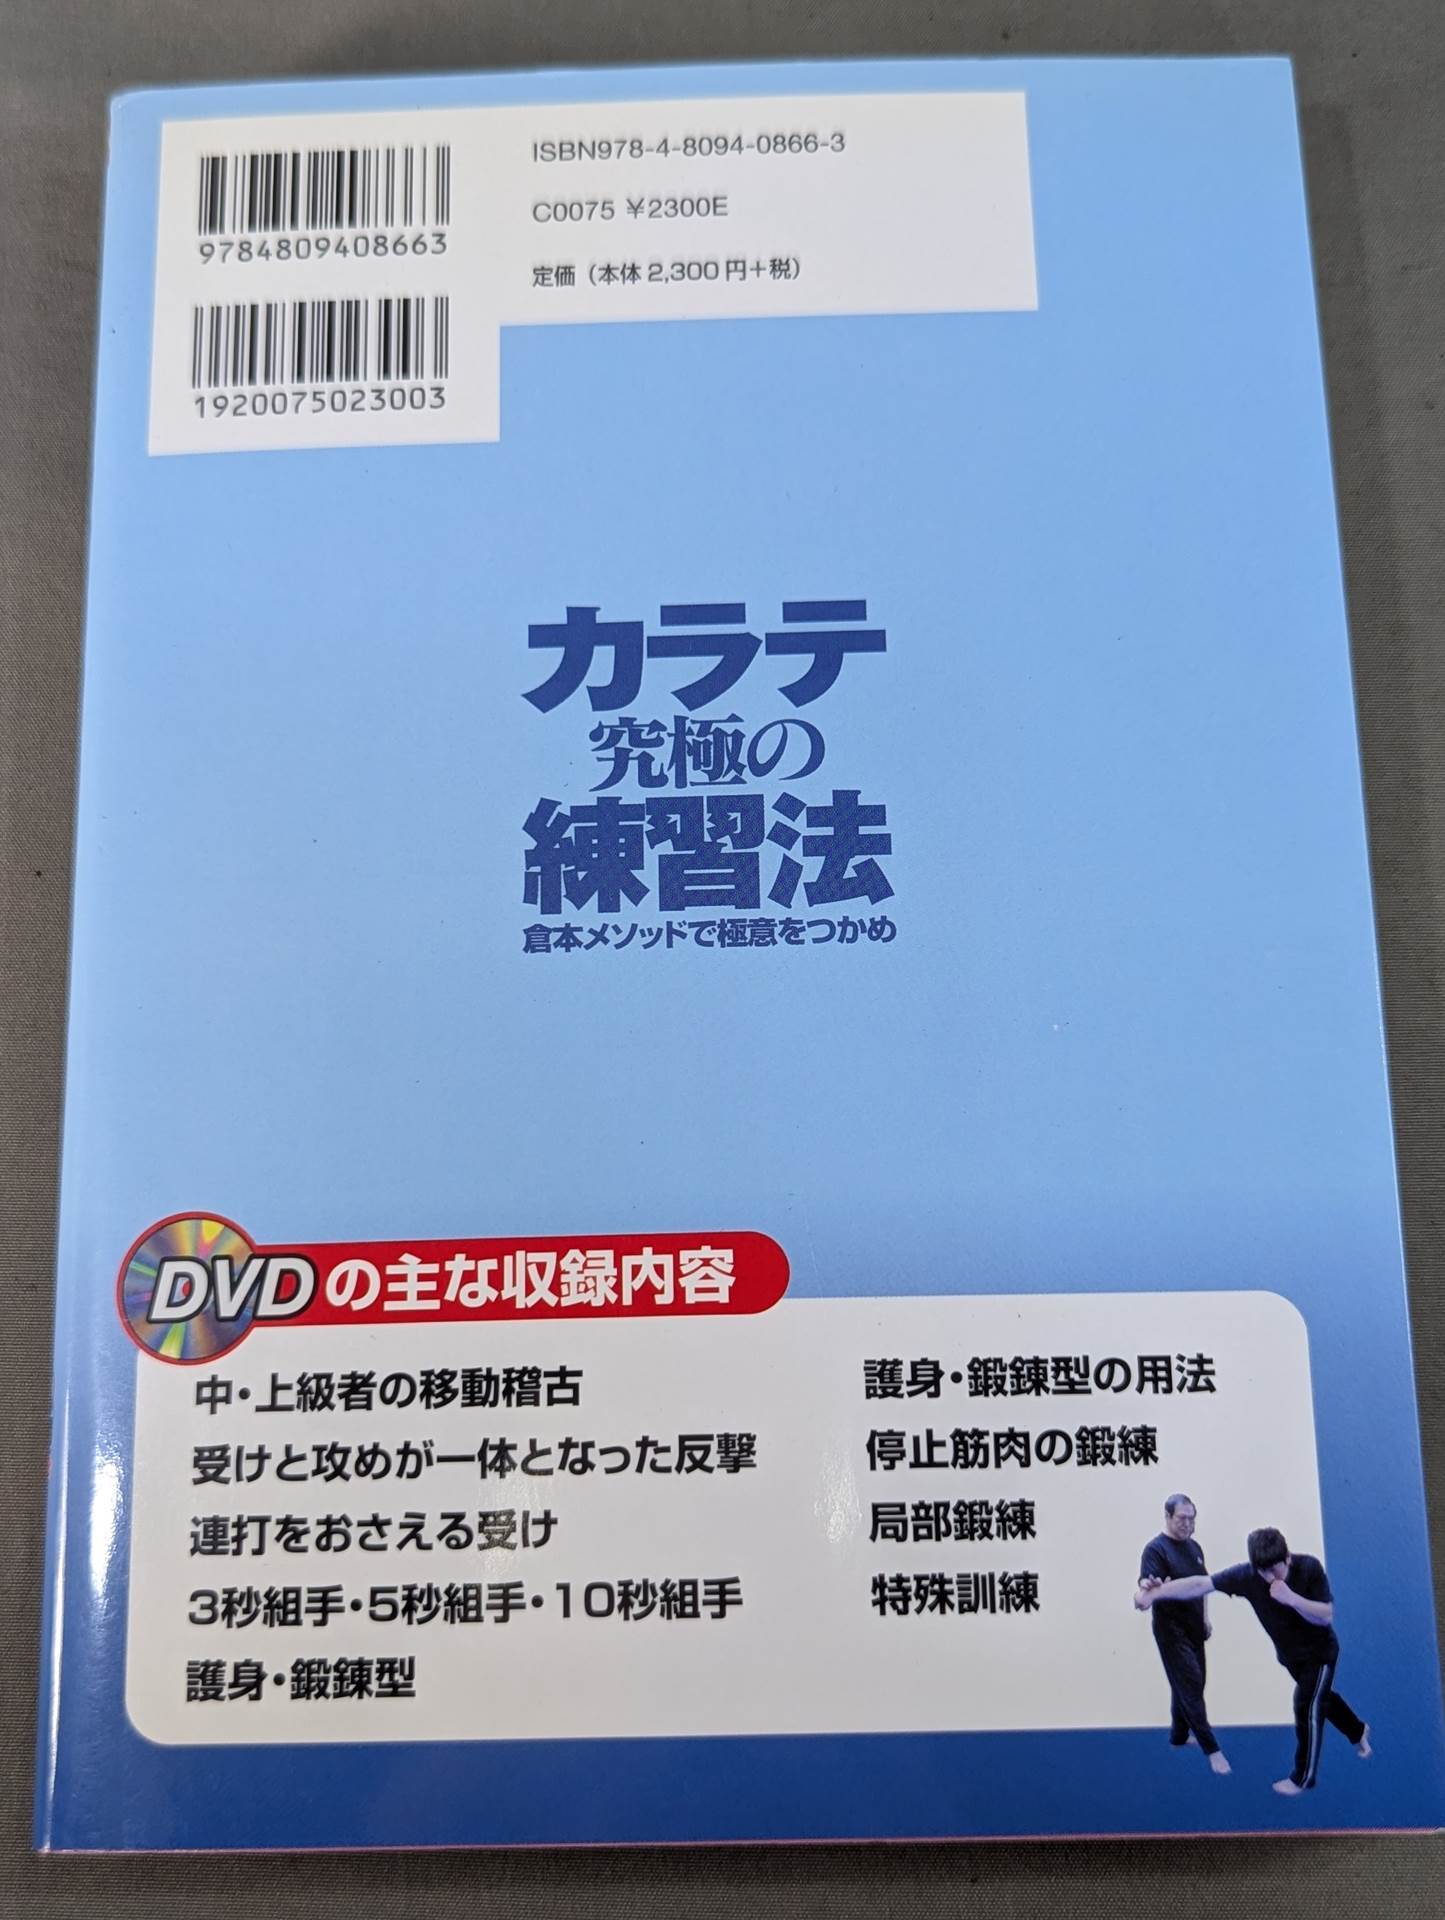 ISBN978-4-8094-0866-3
9784809408663
C0075 ¥2300E
定価（本体2,300円+税）
1920075023003
カラテ
究極の
練習法
倉本メソッドで極意をつかめ
DVDの主な収録内容
中・上級者の移動稽古
受けと攻めが一体となった反撃
連打をおさえる受け
3秒組手・5秒組手・10秒組手
護身・鍛錬型
護身・鍛錬型の用法
停止筋肉の鍛練
局部鍛練
特殊訓練